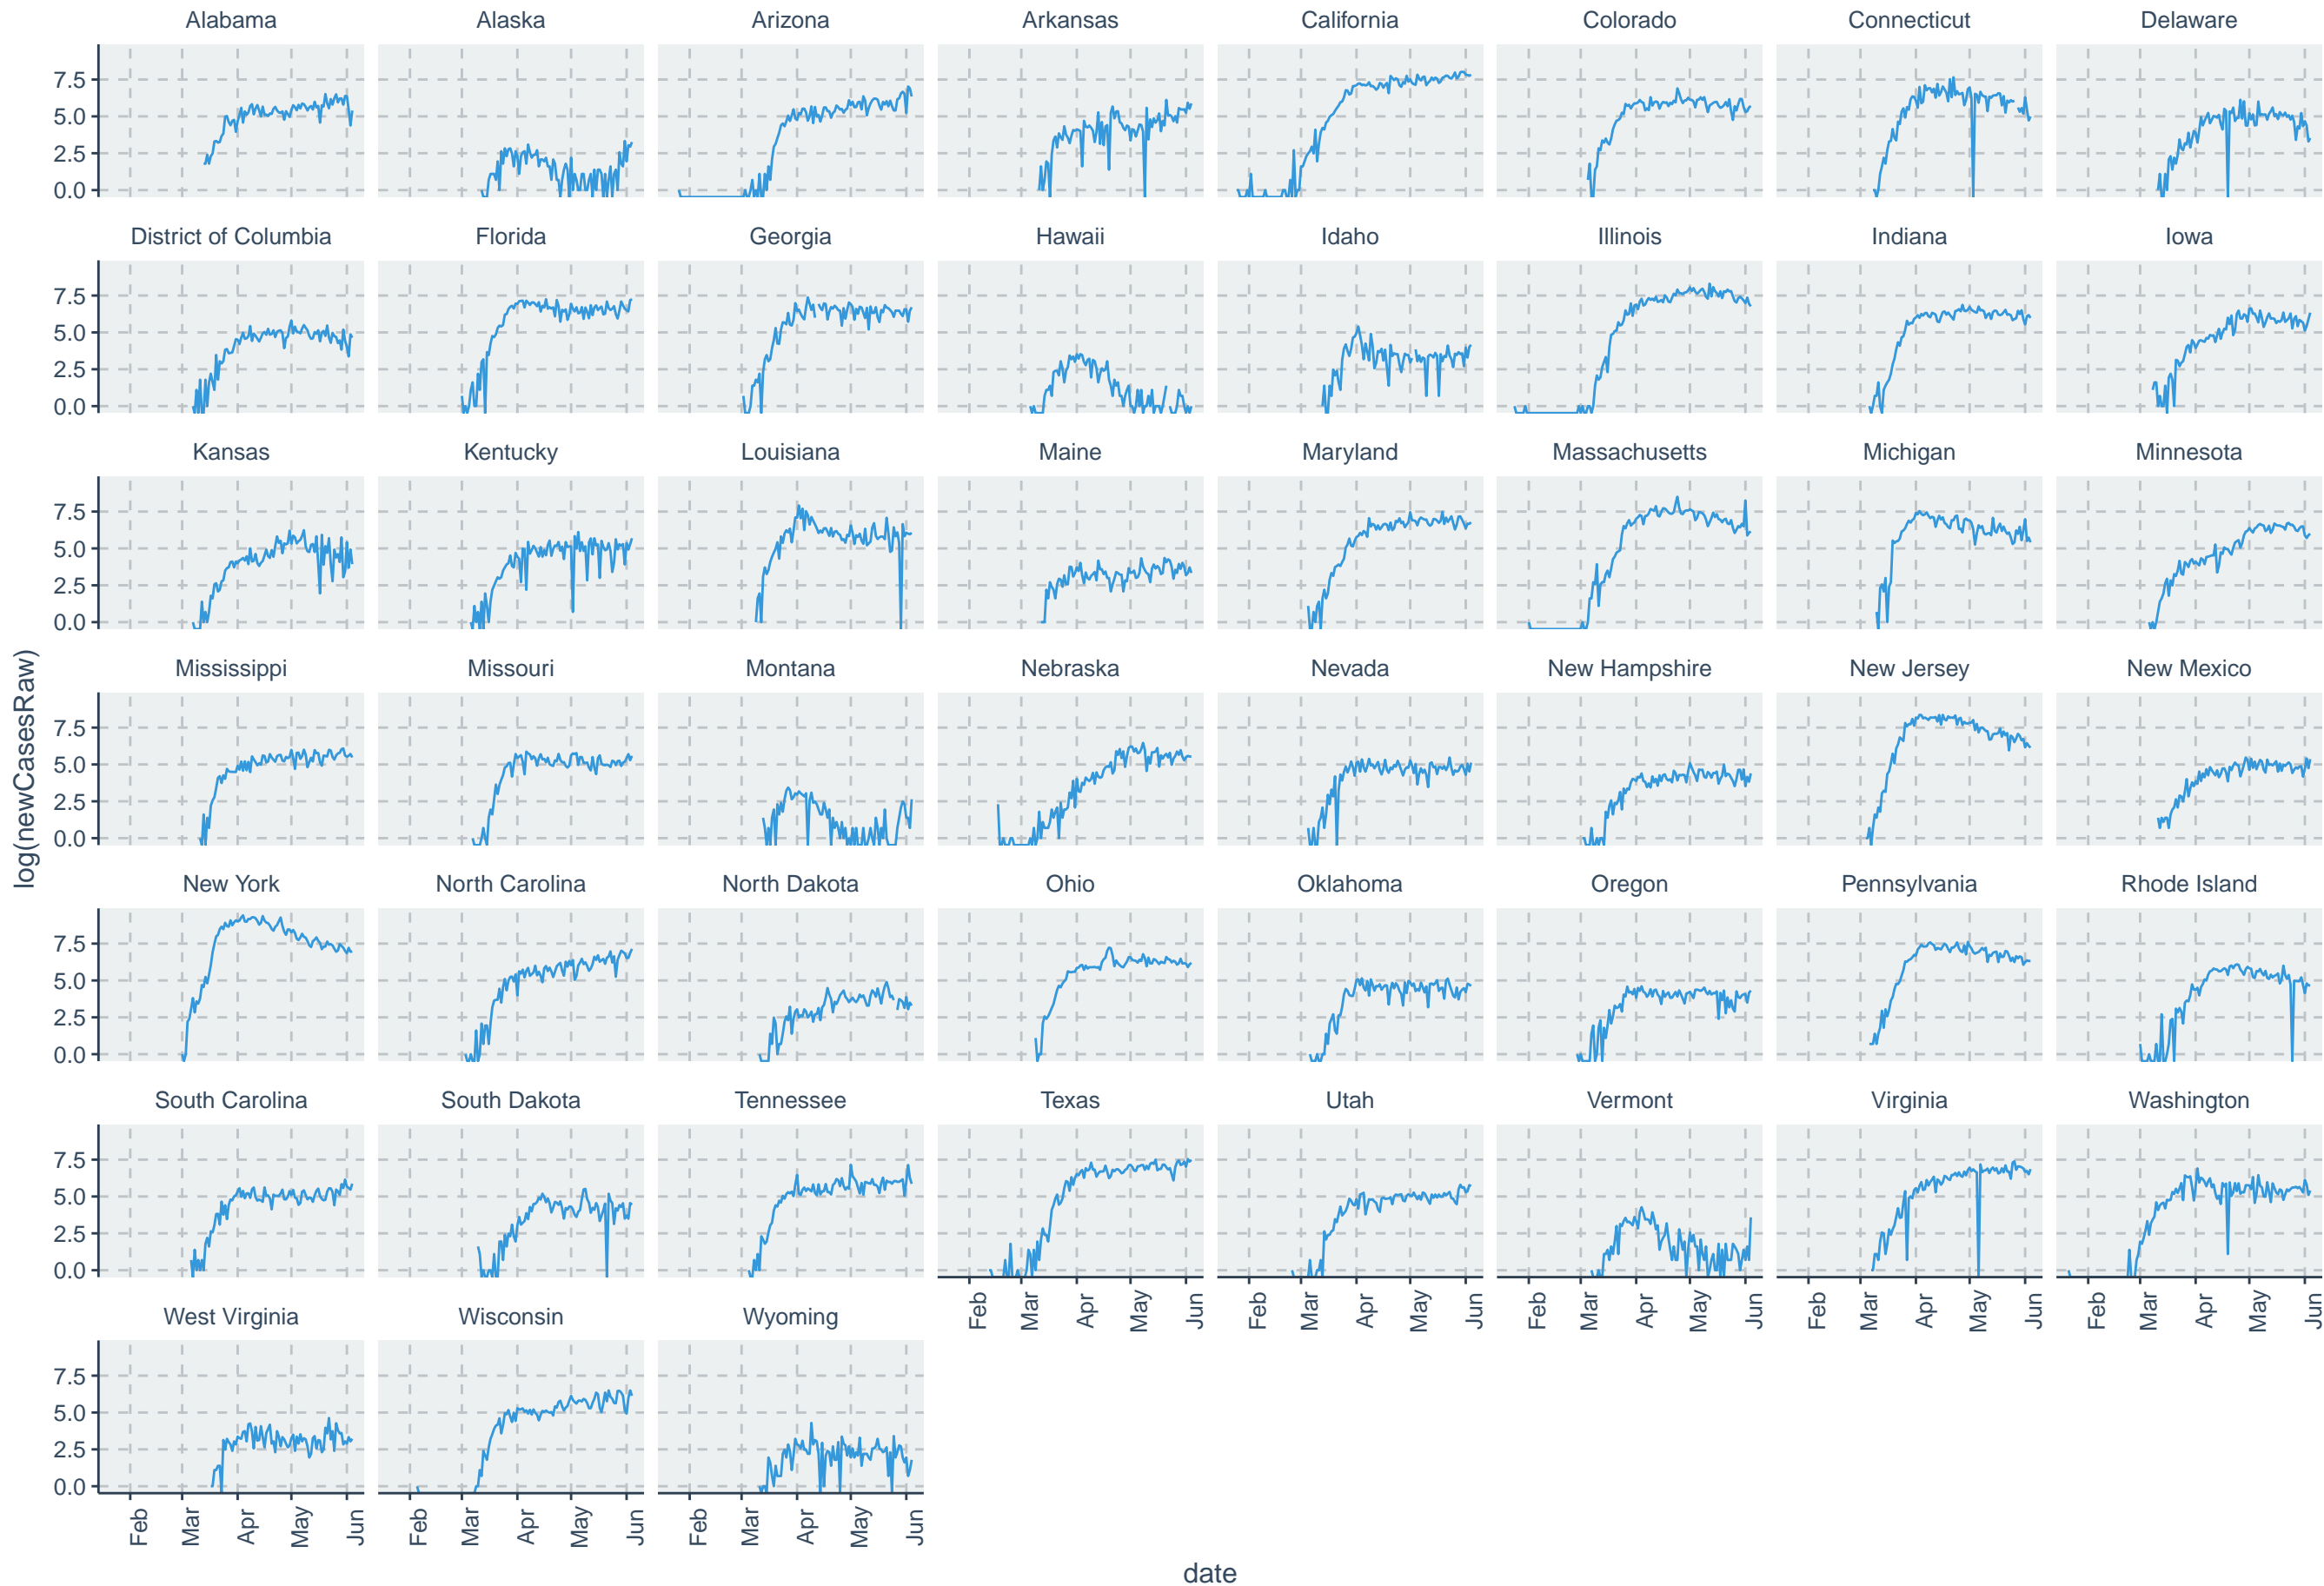 Alabama Alaska Arizona Arkansas California Colorado Connecticut Delaware
7.5
5.0
2.5
0.0
District of Columbia Florida Georgia Hawaii Idaho Illinois Indiana Iowa
7.5
5.0
2.5
0.0
Kansas Kentucky Louisiana Maine Maryland Massachusetts Michigan Minnesota
7.5
5.0
2.5
0.0
Mississippi Missouri Montana Nebraska Nevada New Hampshire New Jersey New Mexico
7.5
5.0
2.5
0.0
log(newCasesRaw)
New York North Carolina North Dakota Ohio Oklahoma Oregon Pennsylvania Rhode Island
7.5
5.0
2.5
0.0
South Carolina South Dakota Tennessee Texas Utah Vermont Virginia Washington
7.5
5.0
2.5
0.0
Feb Mar Apr May Jun Feb Mar Apr May Jun Feb Mar Apr May Jun Feb Mar Apr May Jun Feb Mar Apr May Jun
West Virginia Wisconsin Wyoming
7.5
5.0
2.5
0.0
Feb Mar Apr May Jun Feb Mar Apr May Jun Feb Mar Apr May Jun
date